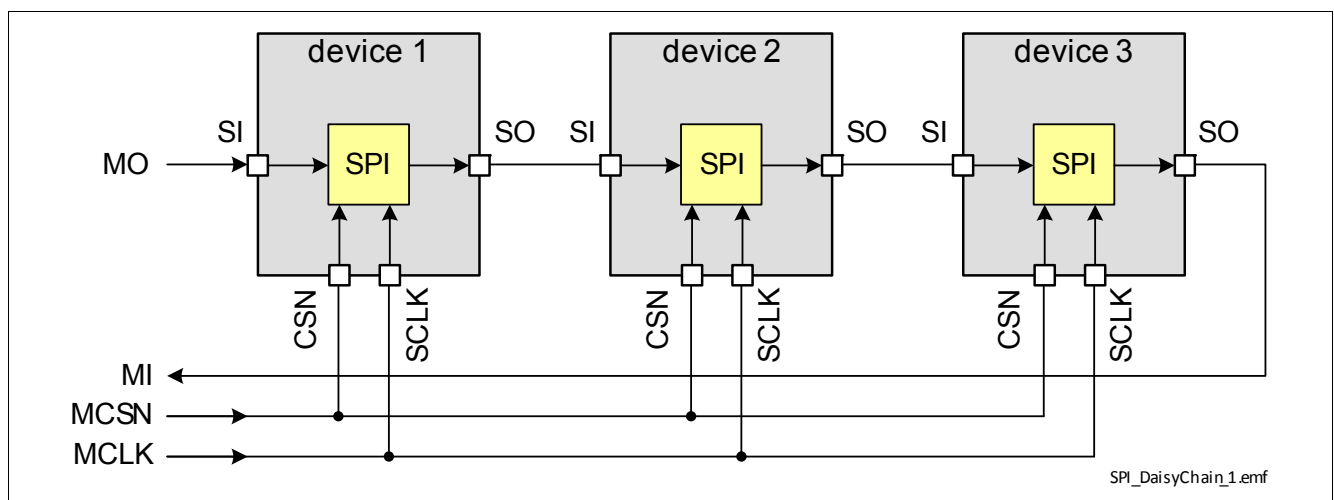 device 1 device 2 device 3
SI SO SI SO SI SO
MO SPI SPI SPI
CSN SCLK CSN SCLK CSN SCLK
MI
MCSN
MCLK
SPI_DaisyChain_1.emf